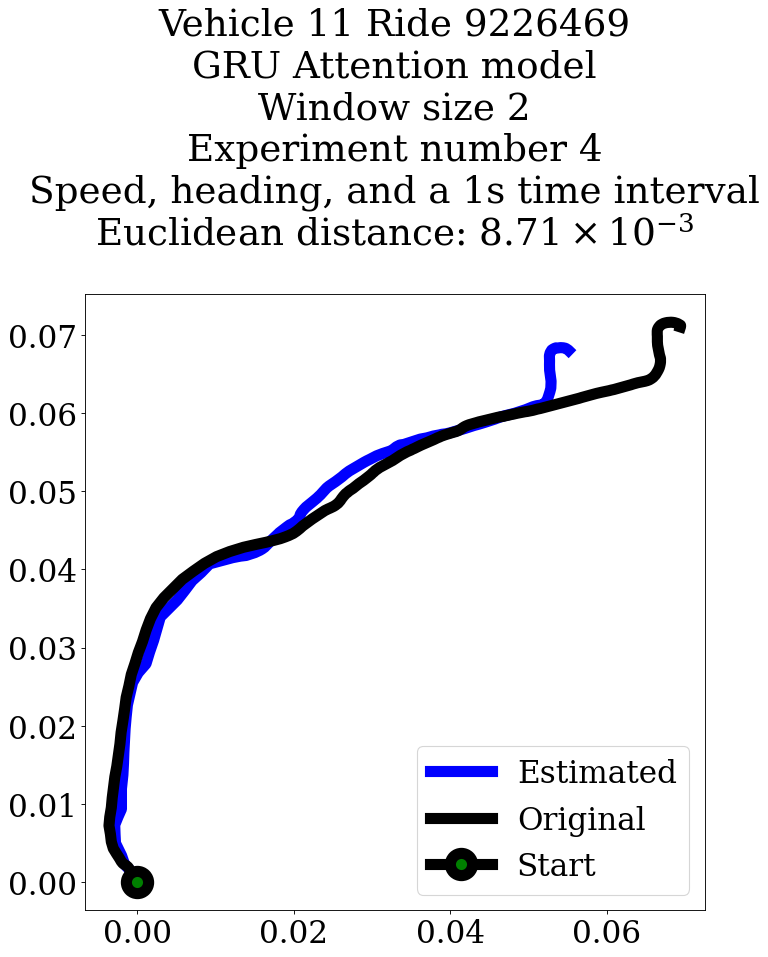 Vehicle 11 Ride 9226469
GRU Attention model
Window size 2
Experiment number 4
Speed, heading, and a 1s time interval
Euclidean distance: 8.71 × 10⁻³
0.07
0.06
0.05
0.04
0.03
0.02
0.01
0.00
Estimated
Original
Start
0.00 0.02 0.04 0.06